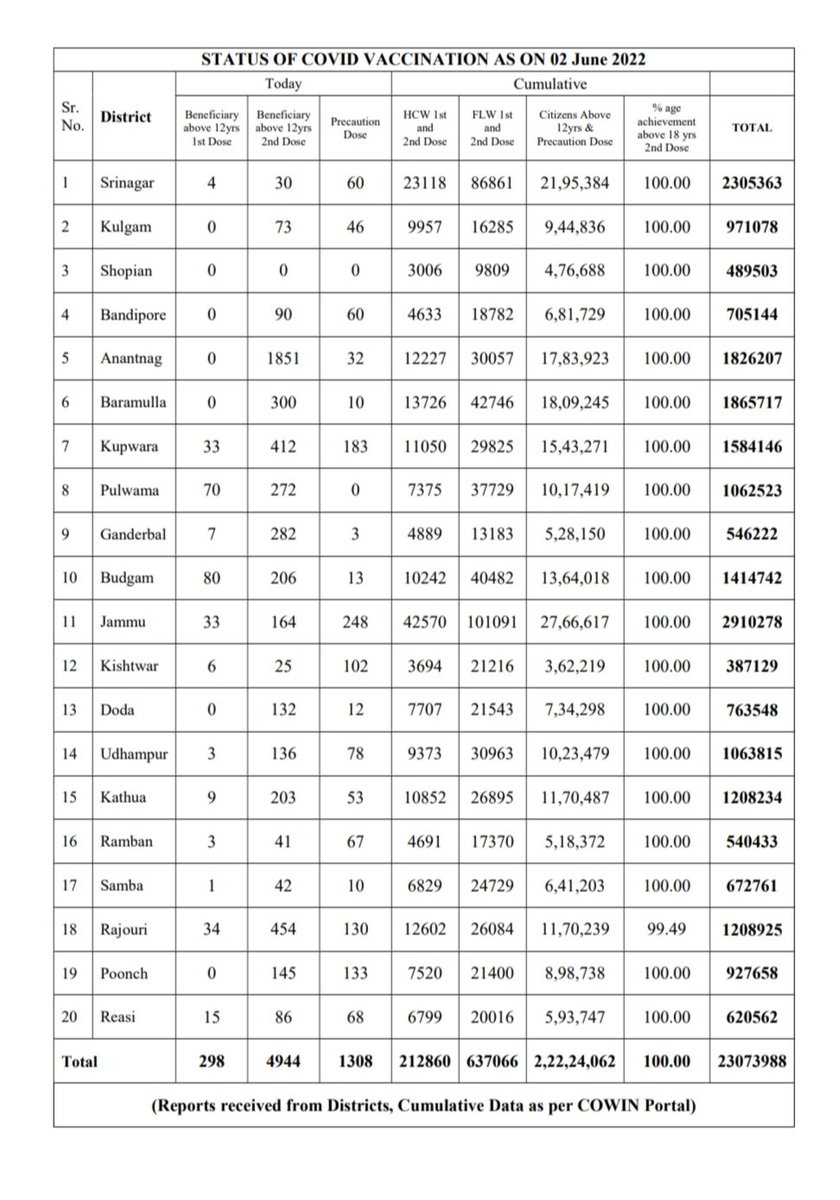 STATUS OF COVID VACCINATION AS ON 02 June 2022
Sr. No. District Today Cumulative
Beneficiary above 12yrs 1st Dose Beneficiary above 12yrs 2nd Dose Precaution Dose HCW 1st and 2nd Dose FLW 1st and 2nd Dose Citizens Above 12yrs & Precaution Dose % age achievement above 18 yrs 2nd Dose TOTAL
1 Srinagar 4 30 60 23118 86861 21,95,384 100.00 2305363
2 Kulgam 0 73 46 9957 16285 9,44,836 100.00 971078
3 Shopian 0 0 0 3006 9809 4,76,688 100.00 489503
4 Bandipore 0 90 60 4633 18782 6,81,729 100.00 705144
5 Anantnag 0 1851 32 12227 30057 17,83,923 100.00 1826207
6 Baramulla 0 300 10 13726 42746 18,09,245 100.00 1865717
7 Kupwara 33 412 183 11050 29825 15,43,271 100.00 1584146
8 Pulwama 70 272 0 7375 37729 10,17,419 100.00 1062523
9 Ganderbal 7 282 3 4889 13183 5,28,150 100.00 546222
10 Budgam 80 206 13 10242 40482 13,64,018 100.00 1414742
11 Jammu 33 164 248 42570 101091 27,66,617 100.00 2910278
12 Kishtwar 6 25 102 3694 21216 3,62,219 100.00 387129
13 Doda 0 132 12 7707 21543 7,34,298 100.00 763548
14 Udhampur 3 136 78 9373 30963 10,23,479 100.00 1063815
15 Kathua 9 203 53 10852 26895 11,70,487 100.00 1208234
16 Ramban 3 41 67 4691 17370 5,18,372 100.00 540433
17 Samba 1 42 10 6829 24729 6,41,203 100.00 672761
18 Rajouri 34 454 130 12602 26084 11,70,239 99.49 1208925
19 Poonch 0 145 133 7520 21400 8,98,738 100.00 927658
20 Reasi 15 86 68 6799 20016 5,93,747 100.00 620562
Total 298 4944 1308 212860 637066 2,22,24,062 100.00 23073988
(Reports received from Districts, Cumulative Data as per COWIN Portal)